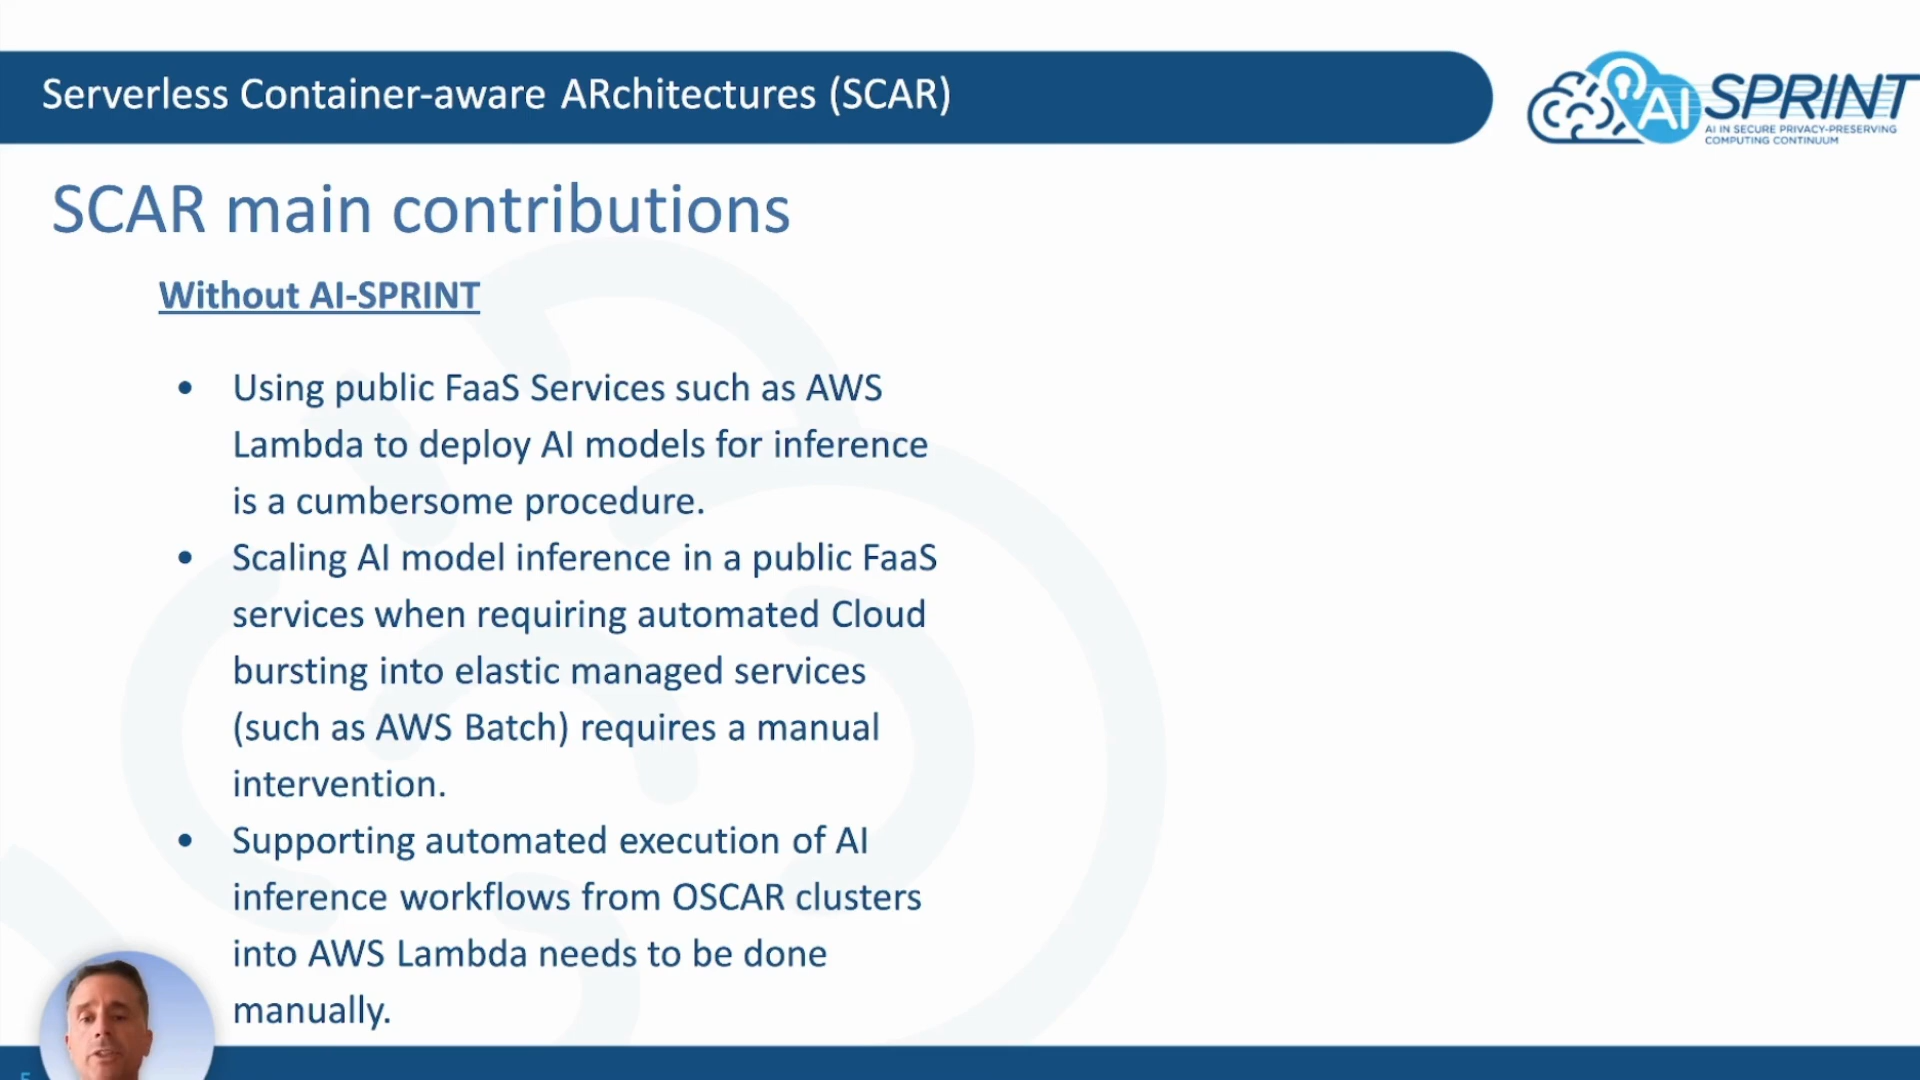 Serverless Container-aware ARchitectures (SCAR)
AI SPRINT
AI IN SECURE PRIVACY-PRESERVING
COMPUTING CONTINUUM
SCAR main contributions
Without AI-SPRINT
• Using public FaaS Services such as AWS
Lambda to deploy AI models for inference
is a cumbersome procedure.
• Scaling AI model inference in a public FaaS
services when requiring automated Cloud
bursting into elastic managed services
(such as AWS Batch) requires a manual
intervention.
• Supporting automated execution of AI
inference workflows from OSCAR clusters
into AWS Lambda needs to be done
manually.
5